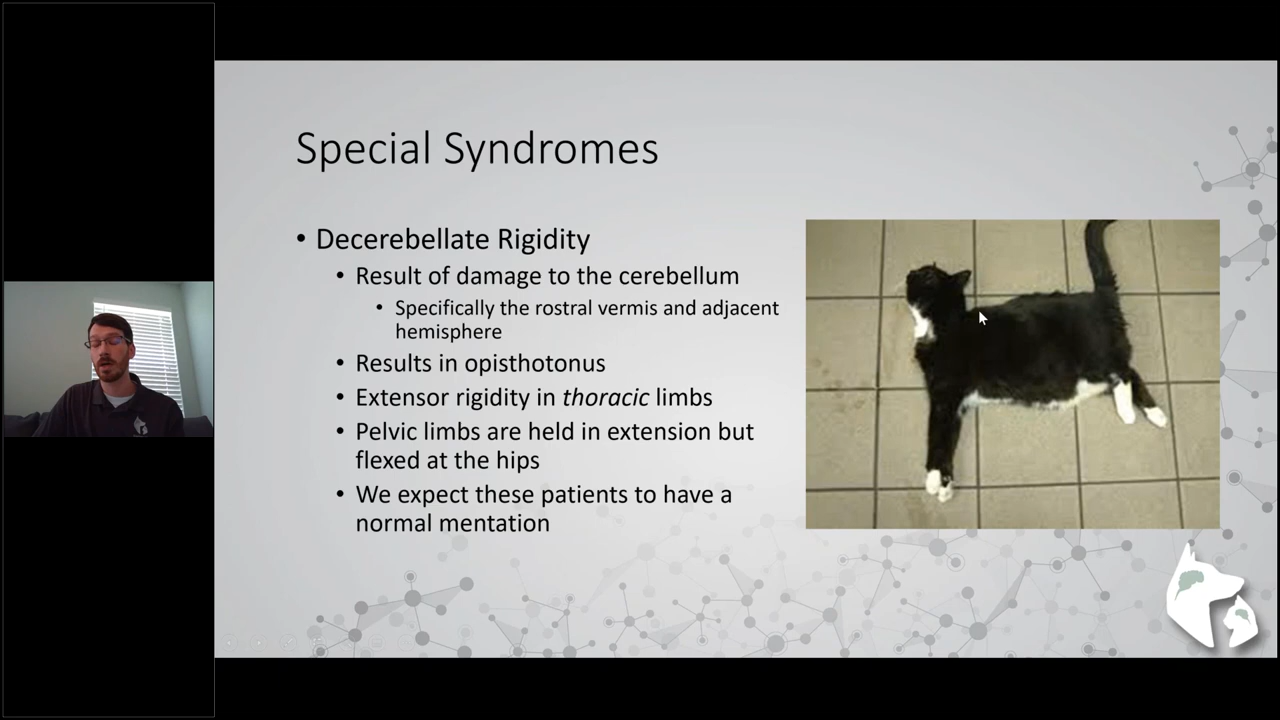 Special Syndromes
• Decerebellate Rigidity
• Result of damage to the cerebellum
• Specifically the rostral vermis and adjacent
hemisphere
• Results in opisthotonus
• Extensor rigidity in thoracic limbs
• Pelvic limbs are held in extension but
flexed at the hips
• We expect these patients to have a
normal mentation